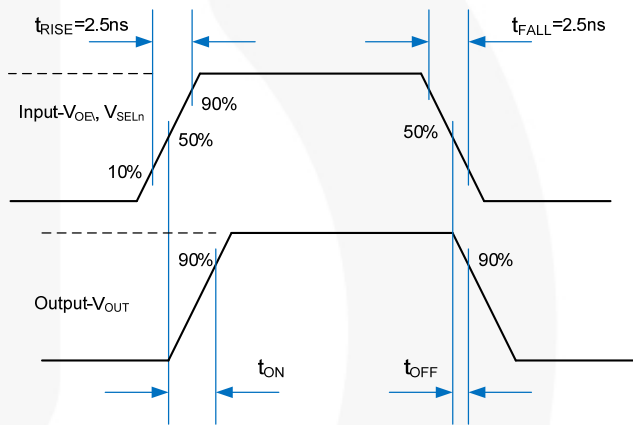 tRISE=2.5ns
tFALL=2.5ns
Input-VOE\, VSELn
90%
50%
50%
10%
90%
90%
Output-VOUT
tON
tOFF